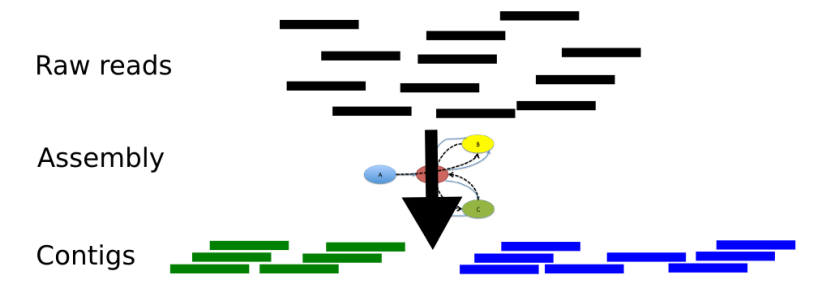 Raw reads
Assembly
B
A
C
Contigs